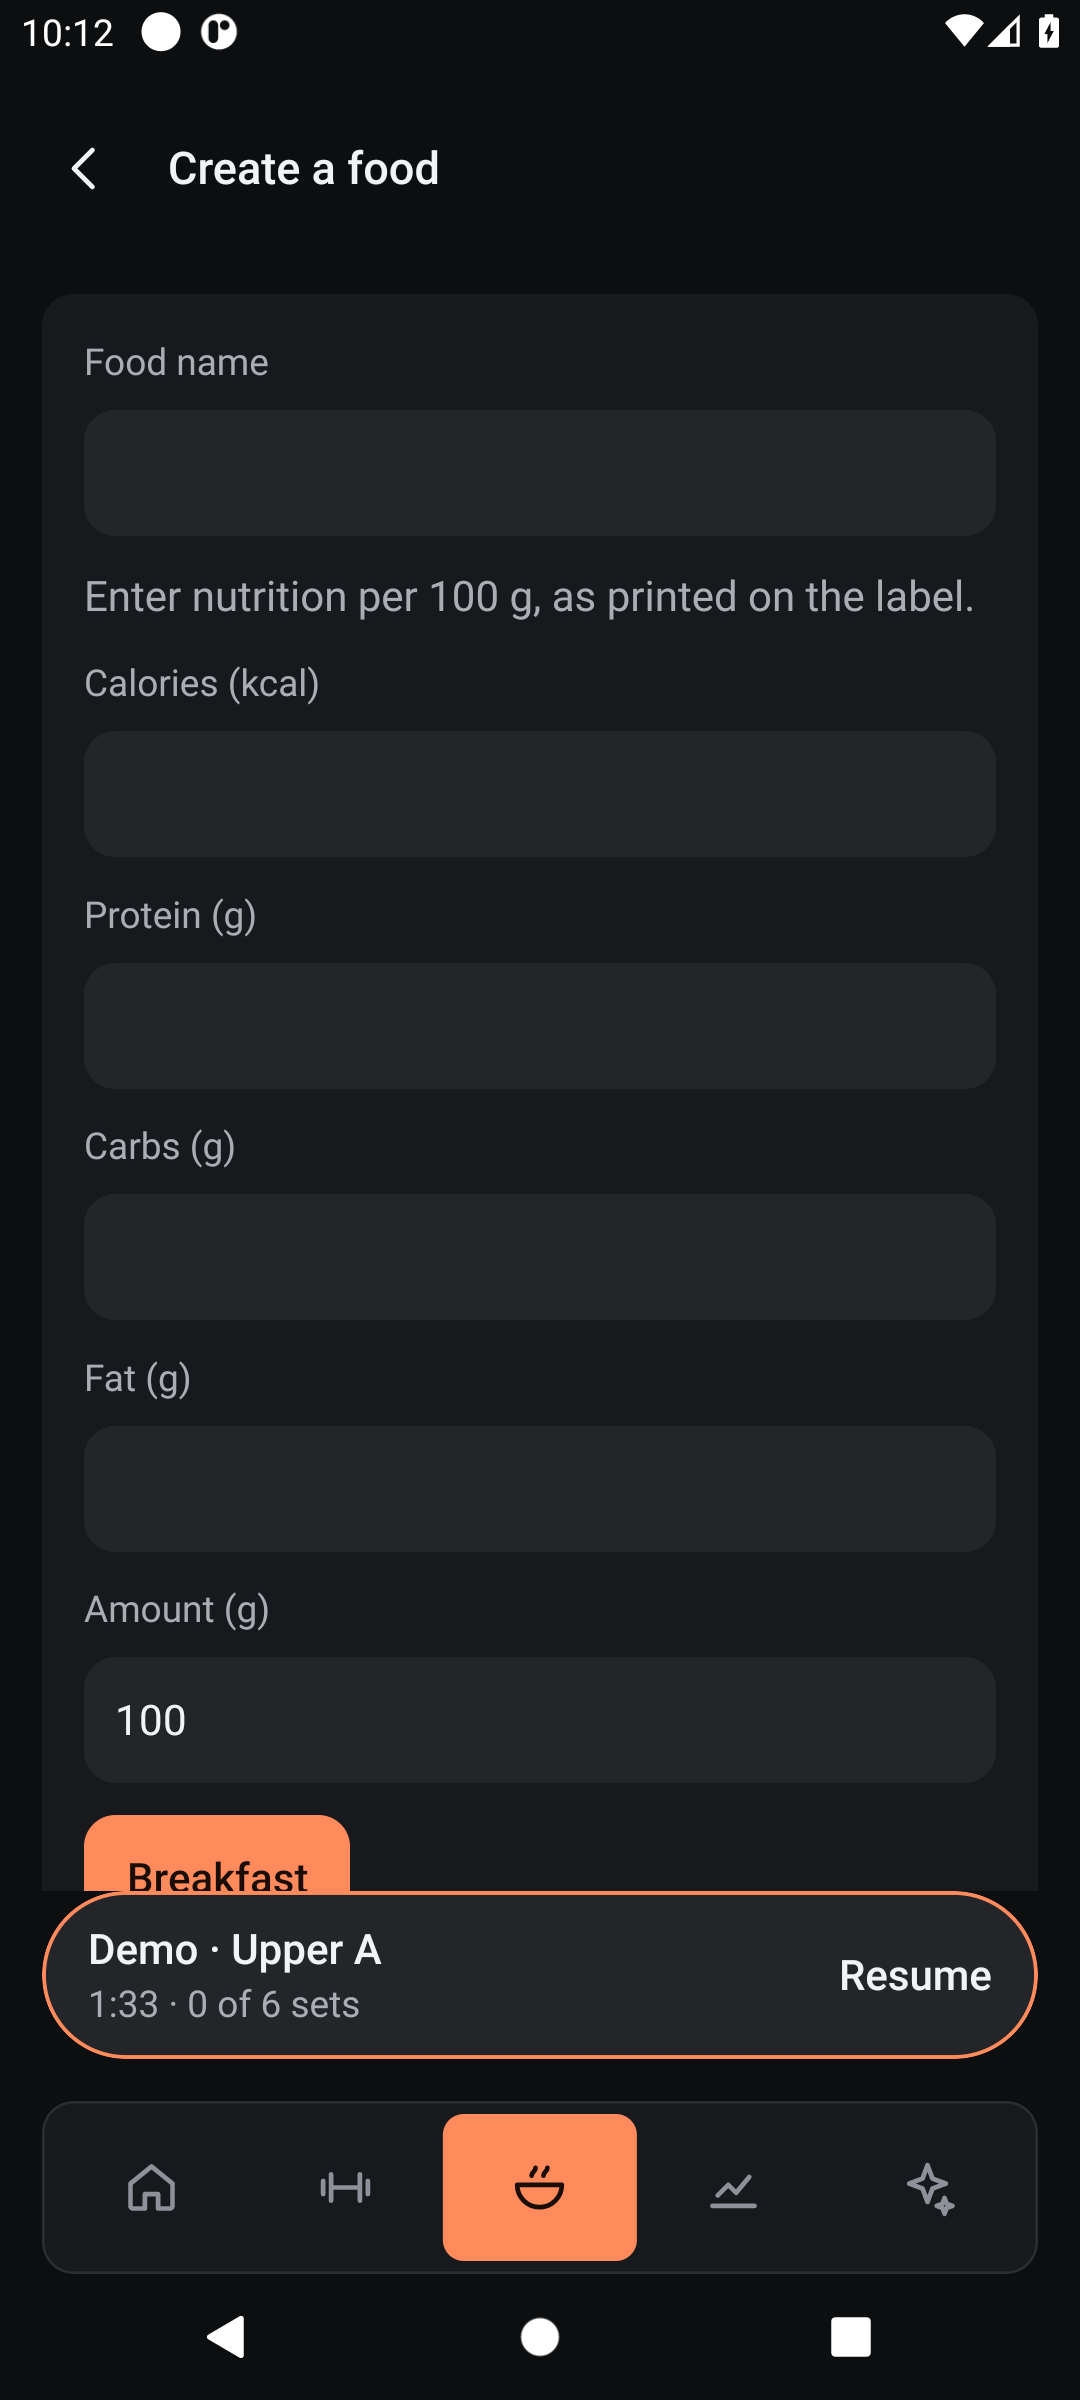 10:12
Create a food
Food name
Enter nutrition per 100 g, as printed on the label.
Calories (kcal)
Protein (g)
Carbs (g)
Fat (g)
Amount (g)
100
Breakfast
Demo · Upper A
1:33 · 0 of 6 sets
Resume